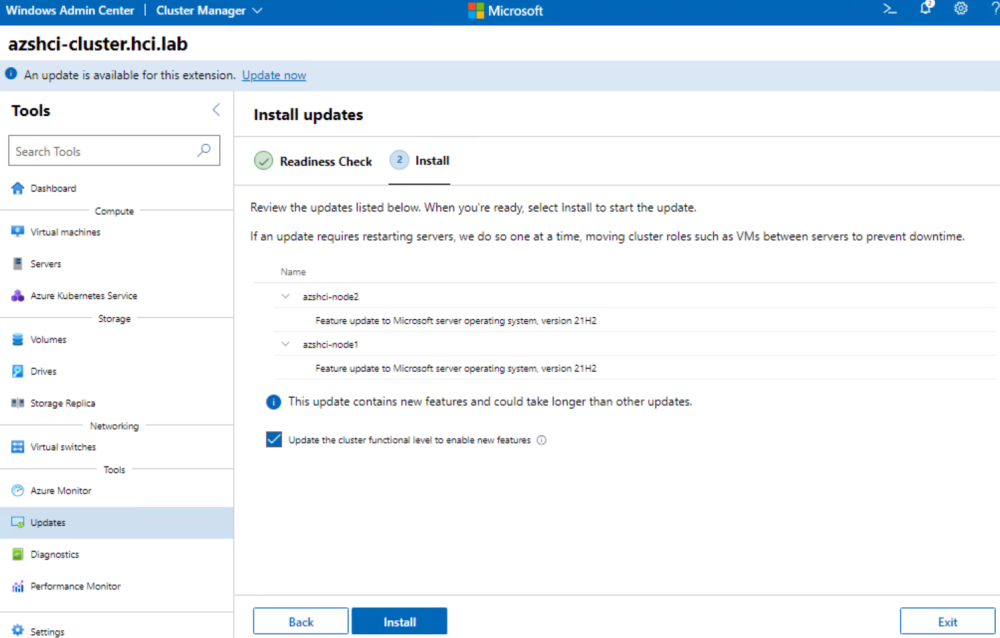 Windows Admin Center | Cluster Manager
Microsoft
azshci-cluster.hci.lab
An update is available for this extension. Update now
Tools
Search Tools
Dashboard
Compute
Virtual machines
Servers
Azure Kubernetes Service
Storage
Volumes
Drives
Storage Replica
Networking
Virtual switches
Tools
Azure Monitor
Updates
Diagnostics
Performance Monitor
Settings
Install updates
Readiness Check
2 Install
Review the updates listed below. When you're ready, select Install to start the update.
If an update requires restarting servers, we do so one at a time, moving cluster roles such as VMs between servers to prevent downtime.
Name
azshci-node2
Feature update to Microsoft server operating system, version 21H2
azshci-node1
Feature update to Microsoft server operating system, version 21H2
This update contains new features and could take longer than other updates.
Update the cluster functional level to enable new features
Back
Install
Exit